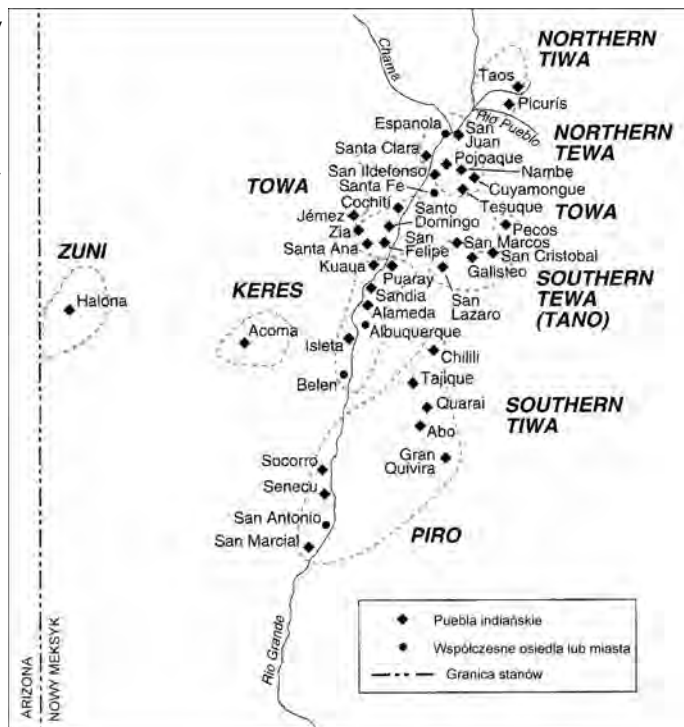 NORTHERN
TIWA
Taos
Picurís
Chama
Rio Pueblo
Espanola
San
Juan
NORTHERN
TEWA
Santa Clara
Pojoaque
San Ildefonso
Nambe
Santa Fe
Cuyamongue
TOWA
Cochití
Tesuque
Santo
Domingo
TOWA
Jémez
Pecos
Zia
San
Felipe
San Marcos
Santa Ana
San Cristobal
ZUNI
Kuaua
Galisteo
Puaray
SOUTHERN
TEWA
(TANO)
KERES
Sandia
San
Lazaro
Halona
Alameda
Acoma
Albuquerque
Isleta
Chilili
Belen
Tajique
Quarai
SOUTHERN
TIWA
Abo
Gran
Quivira
Socorro
Senecu
San Antonio
San Marcial
PIRO
Rio Grande
Puebla indiańskie
Współczesne osiedla lub miasta
Granica stanów
ARIZONA
NOWY MEKSYK